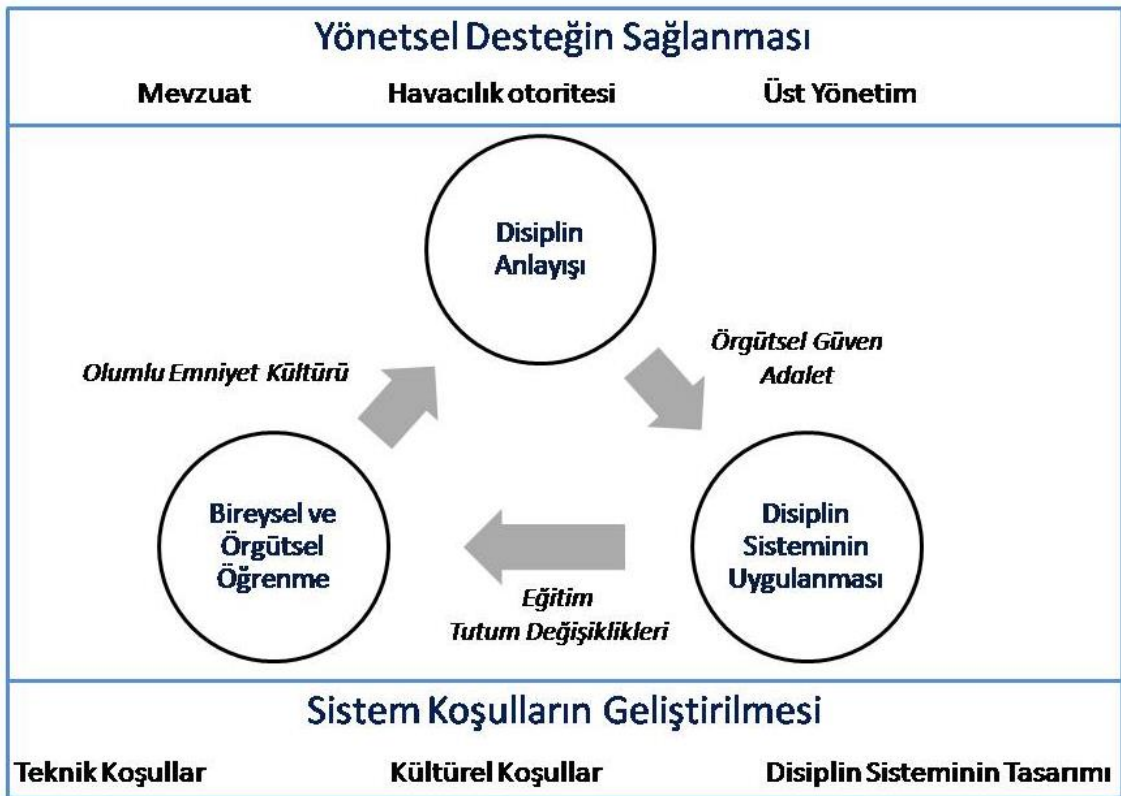 Yönetsel Desteğin Sağlanması
Mevzuat Havacılık otoritesi Üst Yönetim
Disiplin
Anlayışı
Örgütsel Güven
Adalet
Olumlu Emniyet Kültürü
Bireysel ve
Örgütsel
Öğrenme
Disiplin
Sisteminin
Uygulanması
Eğitim
Tutum Değişiklikleri
Sistem Koşulların Geliştirilmesi
Teknik Koşullar Kültürel Koşullar Disiplin Sisteminin Tasarımı